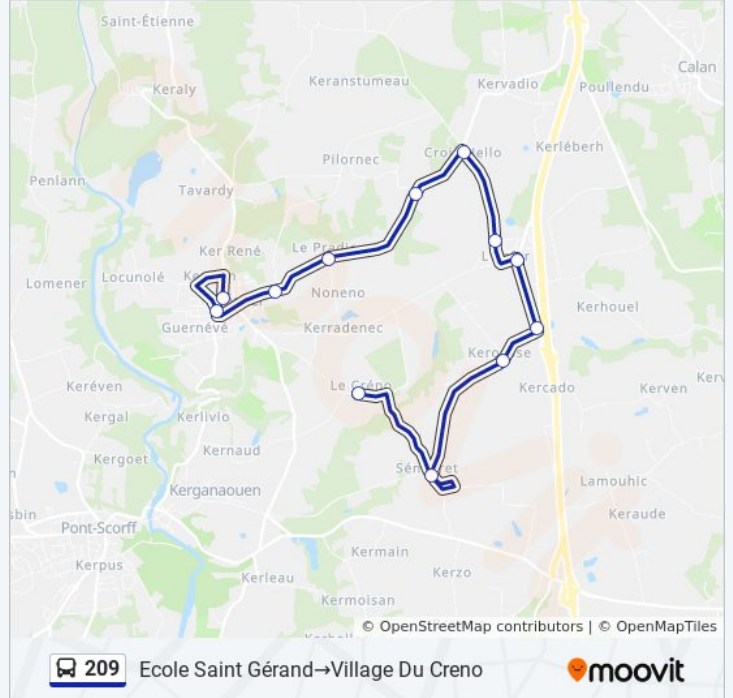 Saint-Étienne
Calan
Keranstumeau
Kervadio
Poullendu
Keraly
Kerléberh
Pilornec
Penlann
Tavardy
Ker René
Locunolé
Lomener
Noneno
Kerhouel
Guernévé
Kerradenec
Kercado
Kerven
Keréven
Le Créno
Kergal
Kerlivio
Kergoet
Kernaud
Lamouhic
Kerganaouen
Keraude
Pont-Scorff
Kermain
Kerzo
Kerpus
Kerleau
Kermoisan
© OpenStreetMap contributors | © OpenMapTiles
209 Ecole Saint Gérand→Village Du Creno
moovit